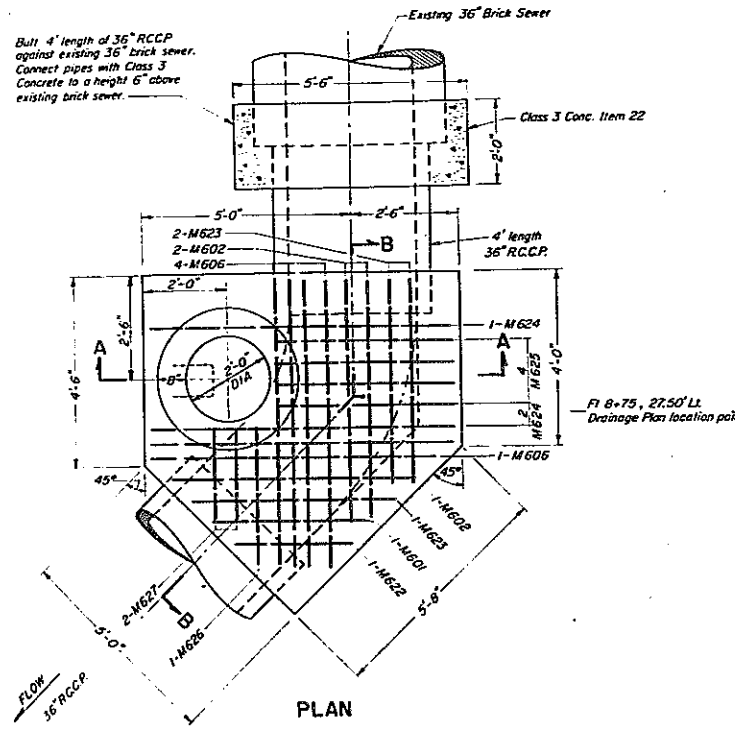 Existing 36" Brick Sewer
Butt 4' length of 36" R.C.C.P.
against existing 36" brick sewer.
Connect pipes with Class 3
Concrete to a height 6" above
existing brick sewer.
5'-6"
Class 3 Conc. Item 22
2'-0"
5'-0"
2'-6"
2-M623
2-M602
4-M606
B
4' length
36" R.C.C.P.
2'-0"
2'-6"
4'-6"
A
8"
2'-0"
DIA
1-M624
A
4
M625
2
M624
4'-0"
Ft 8+75, 27.50' Lt.
Drainage Plan location poi
1-M606
45°
45°
1-M602
1-M623
1-M601
1-M622
5'-8"
2-M627
B
1-M626
5'-0"
FLOW
36" R.C.C.P.
PLAN